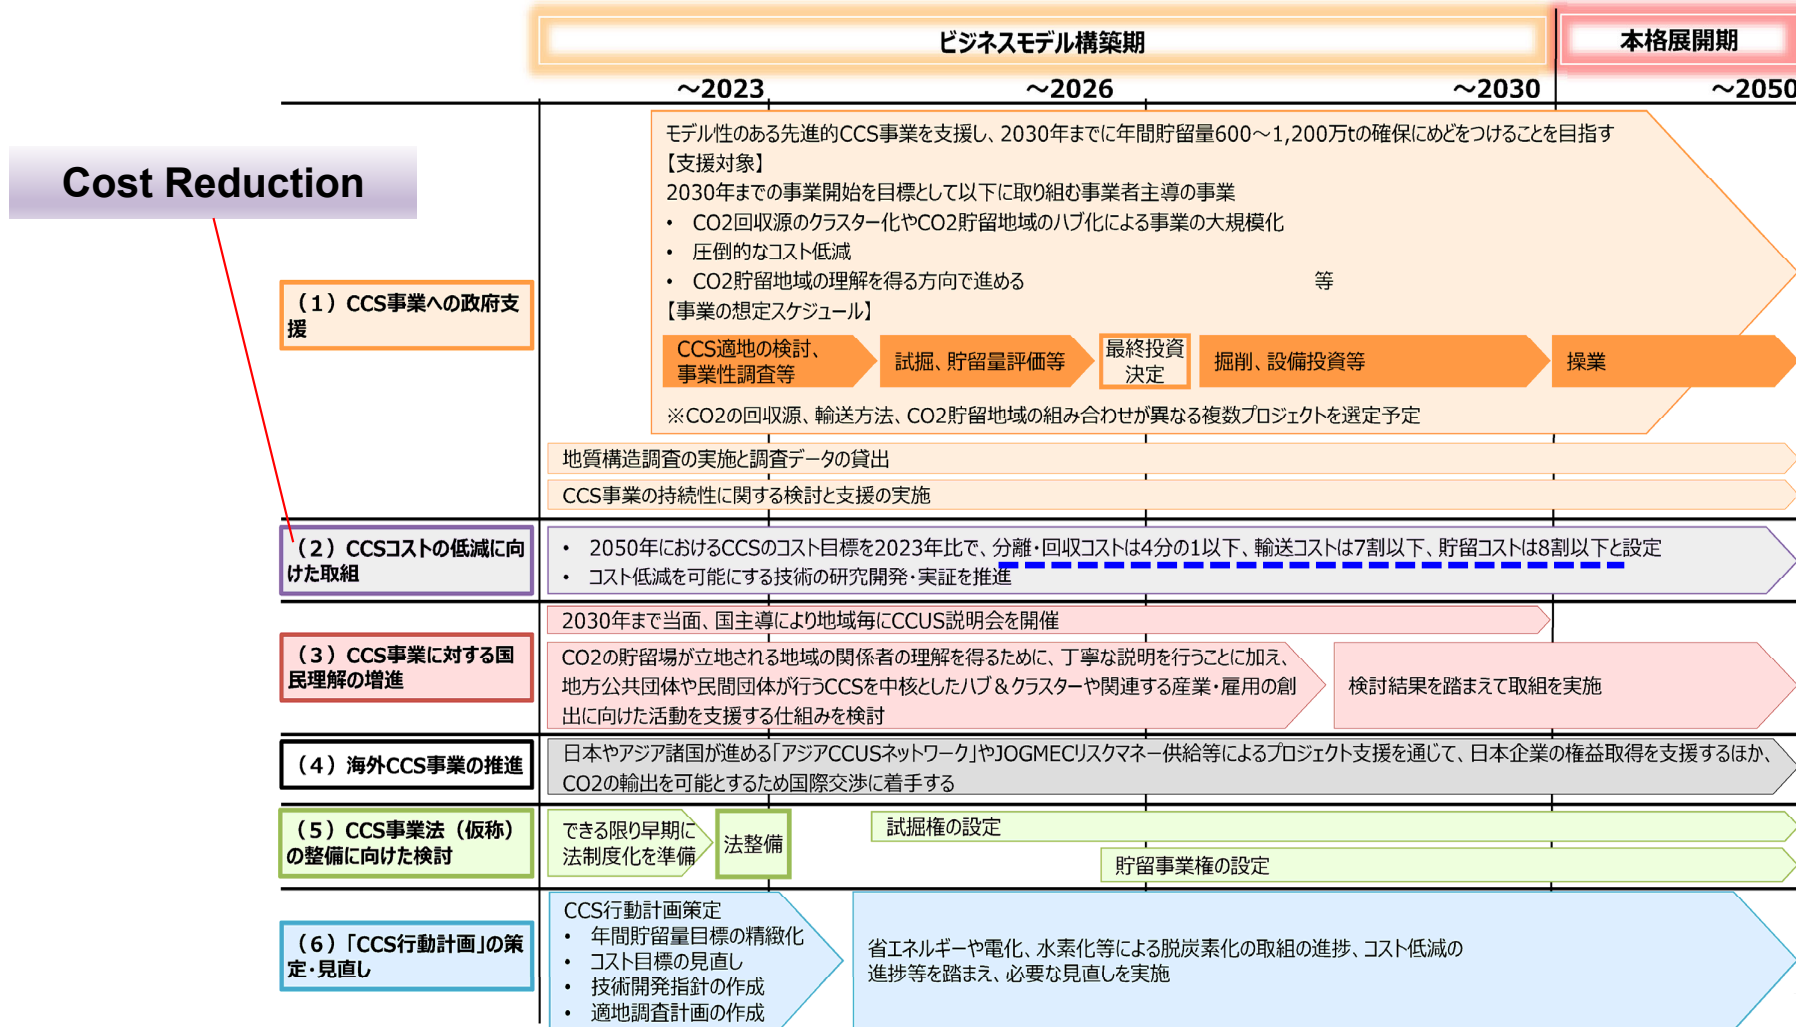 ビジネスモデル構築期
本格展開期
～2023
～2026
～2030
～2050
Cost Reduction
（１）CCS事業への政府支
援
モデル性のある先進的CCS事業を支援し、2030年までに年間貯留量600～1,200万tの確保にめどをつけることを目指す
【支援対象】
2030年までの事業開始を目標として以下に取り組む事業者主導の事業
• CO2回収源のクラスター化やCO2貯留地域のハブ化による事業の大規模化
• 圧倒的なコスト低減
• CO2貯留地域の理解を得る方向で進める 等
【事業の想定スケジュール】
CCS適地の検討、
事業性調査等
試掘、貯留量評価等
最終投資
決定
掘削、設備投資等
操業
※CO2の回収源、輸送方法、CO2貯留地域の組み合わせが異なる複数プロジェクトを選定予定
地質構造調査の実施と調査データの貸出
CCS事業の持続性に関する検討と支援の実施
（２）CCSコストの低減に向
けた取組
• 2050年におけるCCSのコスト目標を2023年比で、分離・回収コストは4分の1以下、輸送コストは7割以下、貯留コストは8割以下と設定
• コスト低減を可能にする技術の研究開発・実証を推進
（３）CCS事業に対する国
民理解の増進
2030年まで当面、国主導により地域毎にCCUS説明会を開催
CO2の貯留場が立地される地域の関係者の理解を得るために、丁寧な説明を行うことに加え、
地方公共団体や民間団体が行うCCSを中核としたハブ＆クラスターや関連する産業・雇用の創
出に向けた活動を支援する仕組みを検討
検討結果を踏まえて取組を実施
（４）海外CCS事業の推進
日本やアジア諸国が進める「アジアCCUSネットワーク」やJOGMECリスクマネー供給等によるプロジェクト支援を通じて、日本企業の権益取得を支援するほか、
CO2の輸出を可能とするため国際交渉に着手する
（５）CCS事業法（仮称）
の整備に向けた検討
できる限り早期に
法制度化を準備
法整備
試掘権の設定
貯留事業権の設定
（６）「CCS行動計画」の策
定・見直し
CCS行動計画策定
• 年間貯留量目標の精緻化
• コスト目標の見直し
• 技術開発指針の作成
• 適地調査計画の作成
省エネルギーや電化、水素化等による脱炭素化の取組の進捗、コスト低減の
進捗等を踏まえ、必要な見直しを実施